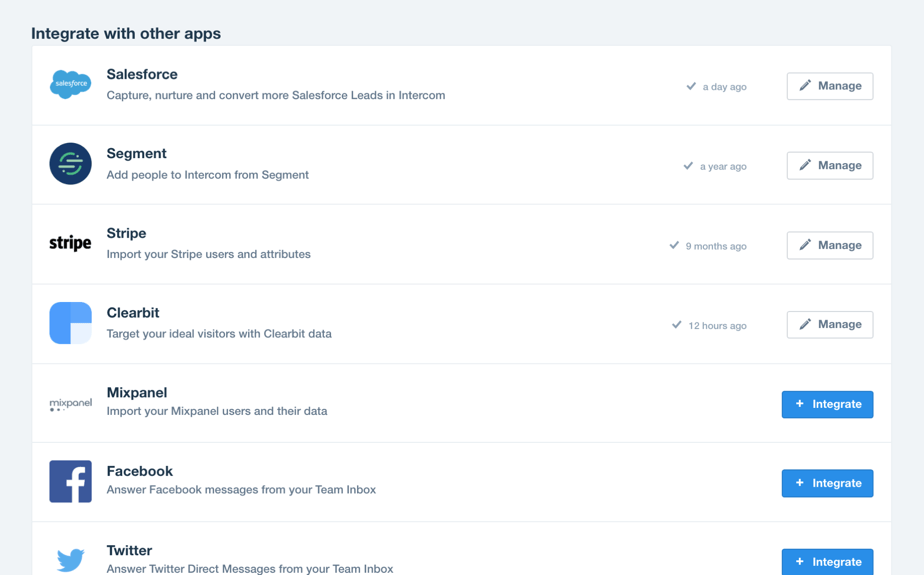 Integrate with other apps
salesforce
Salesforce
Capture, nurture and convert more Salesforce Leads in Intercom
a day ago
Manage
Segment
Add people to Intercom from Segment
a year ago
Manage
stripe
Stripe
Import your Stripe users and attributes
9 months ago
Manage
Clearbit
Target your ideal visitors with Clearbit data
12 hours ago
Manage
mixpanel
Mixpanel
Import your Mixpanel users and their data
+ Integrate
f
Facebook
Answer Facebook messages from your Team Inbox
+ Integrate
Twitter
Answer Twitter Direct Messages from your Team Inbox
+ Integrate